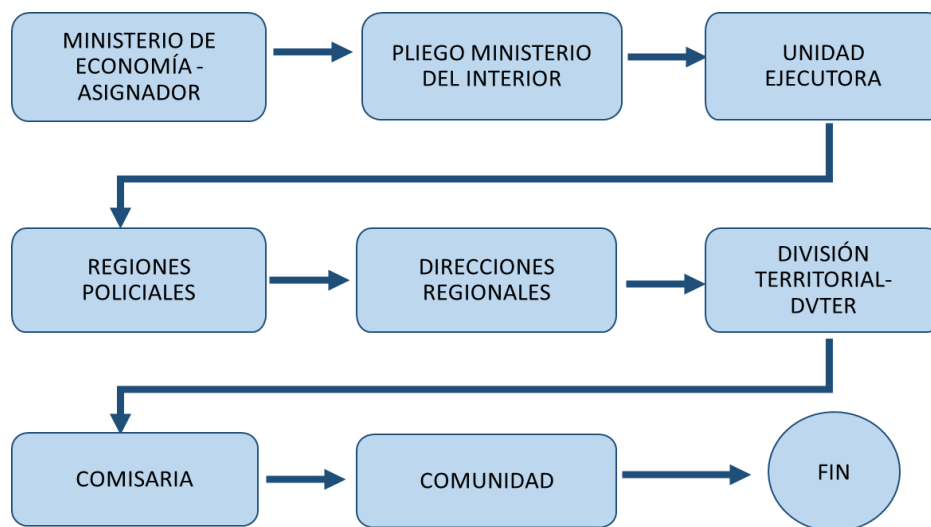 MINISTERIO DE
ECONOMÍA -
ASIGNADOR
PLIEGO MINISTERIO
DEL INTERIOR
UNIDAD
EJECUTORA
REGIONES
POLICIALES
DIRECCIONES
REGIONALES
DIVISIÓN
TERRITORIAL-
DVTER
COMISARIA
COMUNIDAD
FIN